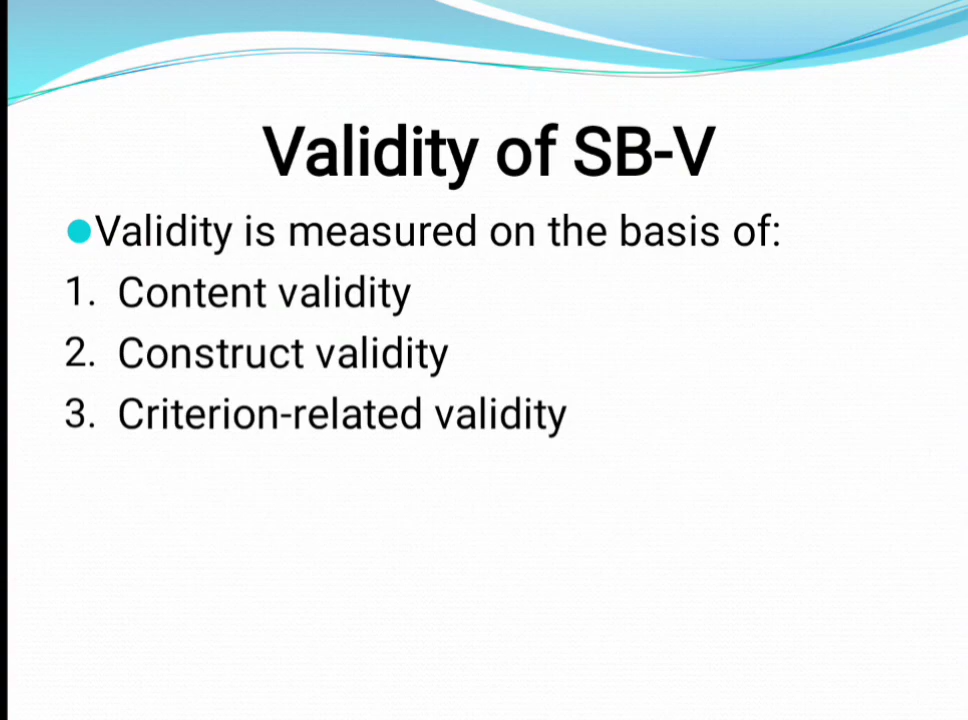 Validity of SB-V
●Validity is measured on the basis of:
1. Content validity
2. Construct validity
3. Criterion-related validity